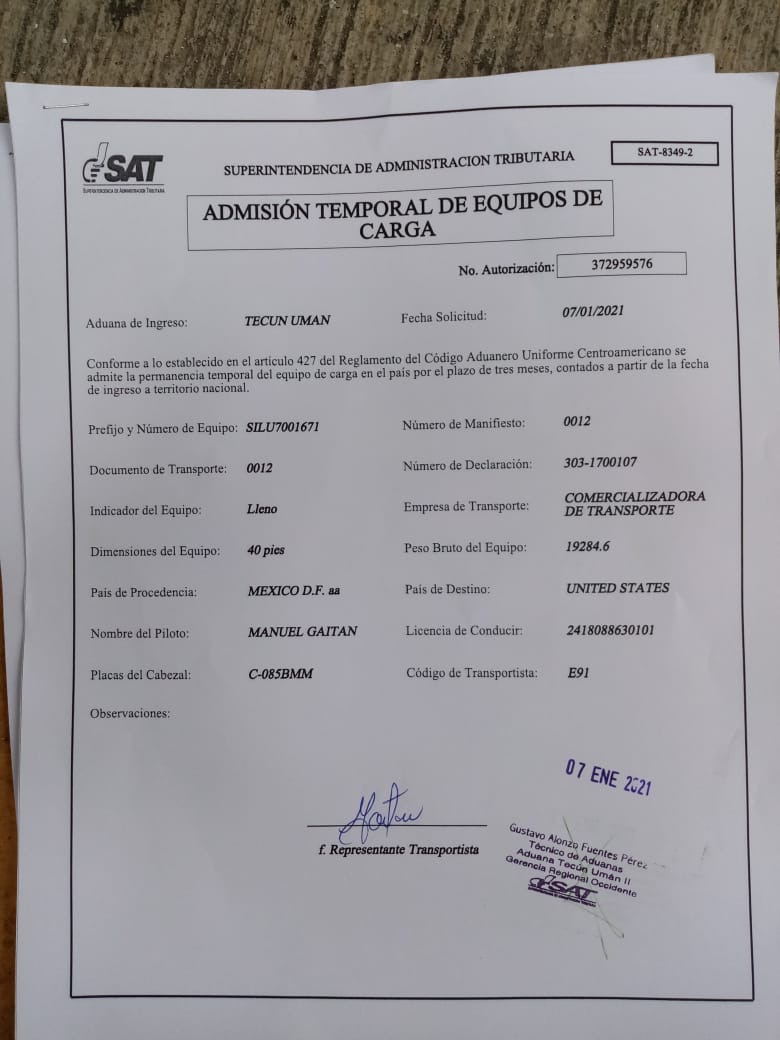 SAT
SUPERINTENDENCIA DE ADMINISTRACION TRIBUTARIA
SUPERINTENDENCIA DE ADMINISTRACION TRIBUTARIA
SAT-8349-2
ADMISIÓN TEMPORAL DE EQUIPOS DE
CARGA
No. Autorización: 372959576
Aduana de Ingreso: TECUN UMAN Fecha Solicitud: 07/01/2021
Conforme a lo establecido en el articulo 427 del Reglamento del Código Aduanero Uniforme Centroamericano se
admite la permanencia temporal del equipo de carga en el país por el plazo de tres meses, contados a partir de la fecha
de ingreso a territorio nacional.
Prefijo y Número de Equipo: SILU7001671 Número de Manifiesto: 0012
Documento de Transporte: 0012 Número de Declaración: 303-1700107
Indicador del Equipo: Lleno Empresa de Transporte: COMERCIALIZADORA
DE TRANSPORTE
Dimensiones del Equipo: 40 pies Peso Bruto del Equipo: 19284.6
País de Procedencia: MEXICO D.F. aa País de Destino: UNITED STATES
Nombre del Piloto: MANUEL GAITAN Licencia de Conducir: 2418088630101
Placas del Cabezal: C-085BMM Código de Transportista: E91
Observaciones:
07 ENE 2021
f. Representante Transportista
Gustavo Alonzo Fuentes Pérez
Técnico de Aduanas
Aduana Tecún Umán II
Gerencia Regional Occidente
SAT